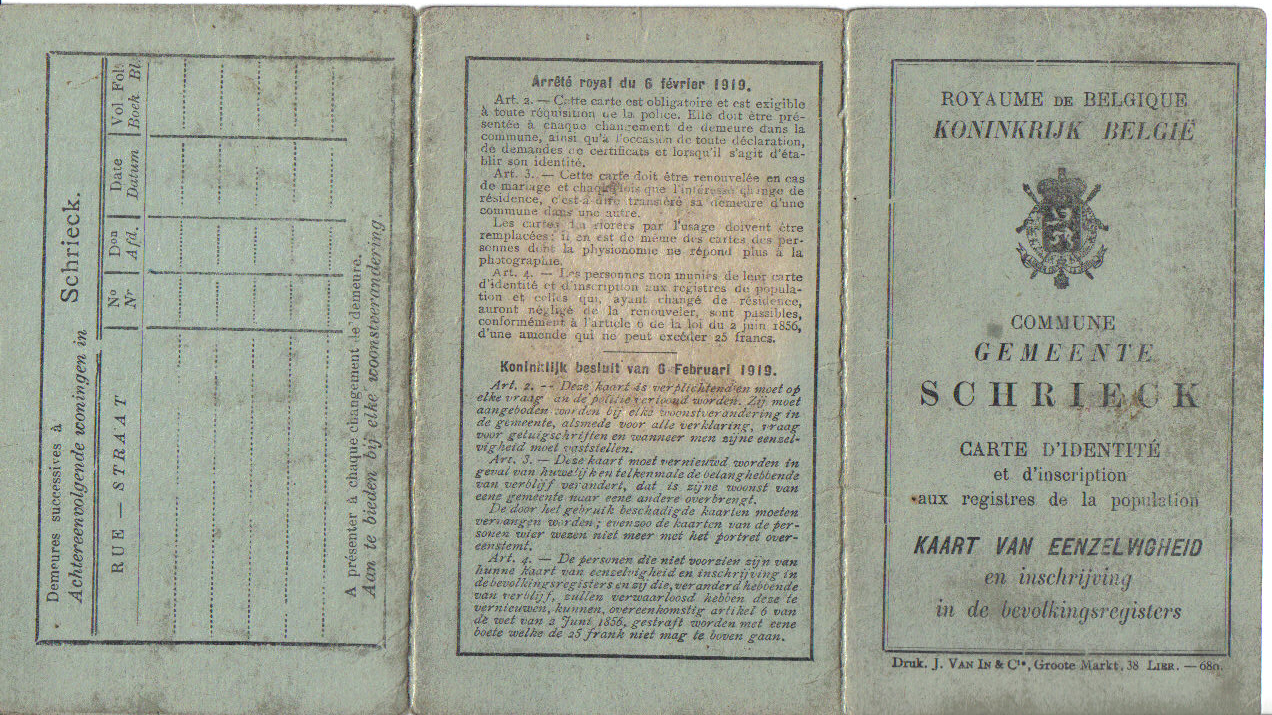 Demeures successives à
Achtereenvolgende woningen in
Schrieck.
RUE — STRAAT
No
Nr
Don
Afd.
Date
Datum
Vol Fol
Boek Bl.
A présenter à chaque changement de demeure.
Aan te bieden bij elke woonsteerandering.
Arrêté royal du 6 février 1919.
Art. 2. — Cette carte est obligatoire et est exigible
à toute réquisition de la police. Elle doit être pré-
sentée à chaque changement de demeure dans la
commune, ainsi qu'à l'occasion de toute déclaration,
de demandes de certificats et lorsqu'il s'agit d'éta-
blir son identité.
Art. 3. — Cette carte doit être renouvelée en cas
de mariage et chaque fois que l'intéressé change de
résidence, c'est-à-dire transféré sa demeure d'une
commune dans une autre.
Les cartes par l'usage doivent être
remplacées; il en est de même des cartes des per-
sonnes dont la physionomie ne répond plus à la
photographie.
Art. 4. — Les personnes non munies de leur carte
d'identité et d'inscription aux registres de popula-
tion et celles qui, ayant changé de résidence,
auront négligé de la renouveler, sont passibles,
conformément à l'article 6 de la loi du 2 juin 1856,
d'une amende qui ne peut excéder 25 francs.
Koninklijk besluit van 6 Februari 1919.
Art. 2. — Deze kaart is verplichtend en moet op
elke vraag an de politie vertoond worden. Zij moet
aangeboden worden bij elke woonstverandering in
de gemeente, alsmede voor alle verklaring, vraag
voor getuigschriften en wanneer men zijne eenzel-
vigheid moet vaststellen.
Art. 3. — Deze kaart moet vernieuwd worden in
geval van huwelijk en telkenmale de belanghebbende
van verblijf verandert, dat is zijne woonst van
eene gemeente naar eene andere overbrengt.
De door het gebruik beschadigde kaarten moeten
vervangen worden; evenzoo de kaarten van de per-
sonen wier wezen niet meer met het portret over-
eenstemt.
Art. 4. — De personen die niet voorzien zijn van
hunne kaart van eenzelvigheid en inschrijving in
de bevolkingsregisters en zij die, veranderd hebbende
van verblijf, zullen verwaarloosd hebben deze te
vernieuwen, kunnen, overeenkomstig artikel 6 van
de wet van 2 Juni 1856, gestraft worden met eene
boete welke de 25 frank niet mag te boven gaan.
ROYAUME DE BELGIQUE
KONINKRIJK BELGIË
COMMUNE
GEMEENTE
SCHRIECK
CARTE D'IDENTITÉ
et d'inscription
aux registres de la population
KAART VAN EENZELVIGHEID
en inschrijving
in de bevolkingsregisters
Druk. J. VAN IN & Cie, Groote Markt, 38 LIER. — 680.